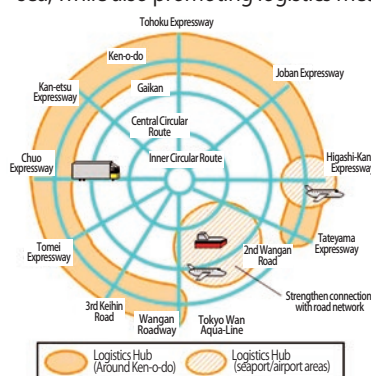 Tohoku Expressway
Ken-o-do
Joban Expressway
Gaikan
Kan-etsu
Expressway
Central Circular
Route
Inner Circular Route
Chuo
Expressway
Higashi-Kan
Expressway
Tomei
Expressway
2nd Wangan
Road
Tateyama
Expressway
3rd Keihin
Road
Wangan
Roadway
Tokyo Wan
Aqua-Line
Strengthen connection
with road network
Logistics Hub
(Around Ken-o-do)
Logistics Hub
(seaport/airport areas)